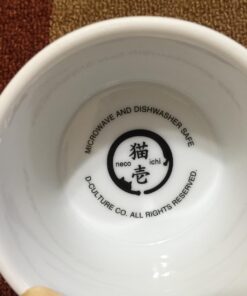 MICROWAVE AND DISHWASHER SAFE
猫
neco ichi
壱
D-CULTURE CO. ALL RIGHTS RESERVED.